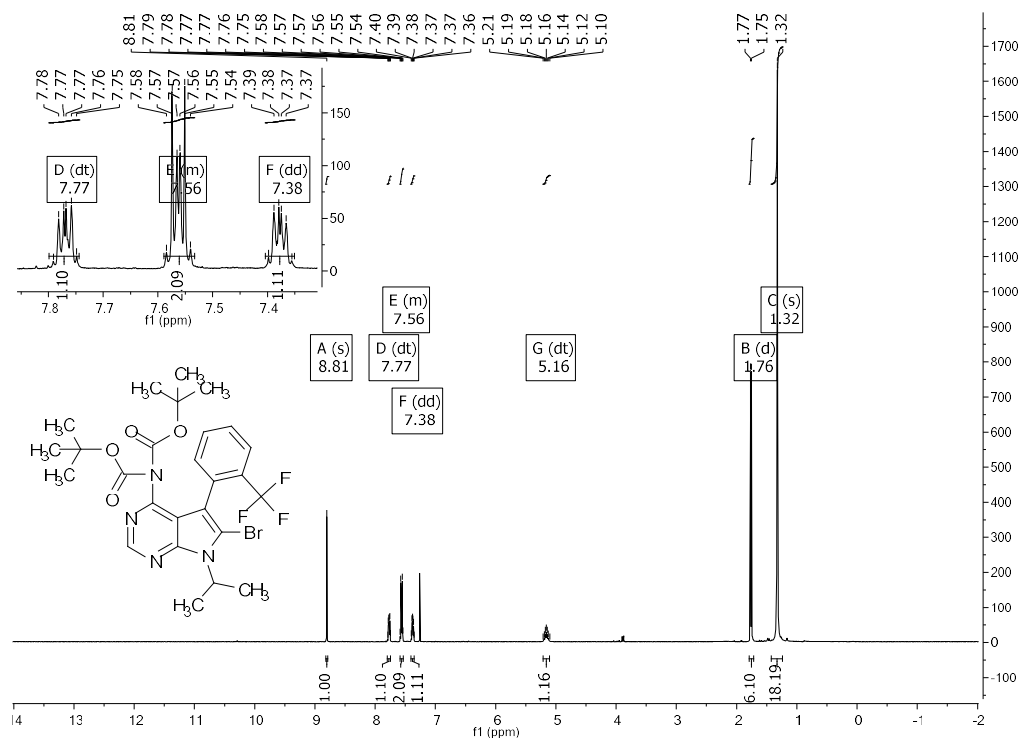 8.81 7.79 7.78 7.77 7.77 7.76 7.75 7.58 7.57 7.57 7.56 7.55 7.54 7.40 7.39 7.38 7.37 7.37 7.36 5.21 5.19 5.18 5.16 5.14 5.12 5.10 1.77 1.75 1.32
7.78 7.77 7.77 7.76 7.75 7.58 7.57 7.57 7.56 7.55 7.54 7.39 7.38 7.37 7.37
D (dt)
7.77
E (m)
7.56
F (dd)
7.38
150
100
50
0
1.10 2.09 1.11
7.8 7.7 7.6 7.5 7.4
f1 (ppm)
E (m)
7.56
C (s)
1.32
A (s)
8.81
D (dt)
7.77
G (dt)
5.16
B (d)
1.76
F (dd)
7.38
1700
1600
1500
1400
1300
1200
1100
1000
900
800
700
600
500
400
300
200
100
0
-100
CH₃
H₃C
CH₃
O
H₃C
H₃C
O
O
H₃C
N
O
F
F
F
N
Br
N
N
CH₃
H₃C
1.00 1.10 2.09 1.11 1.16 6.10 18.19
14 13 12 11 10 9 8 7 6 5 4 3 2 1 0 -1 -2
f1 (ppm)